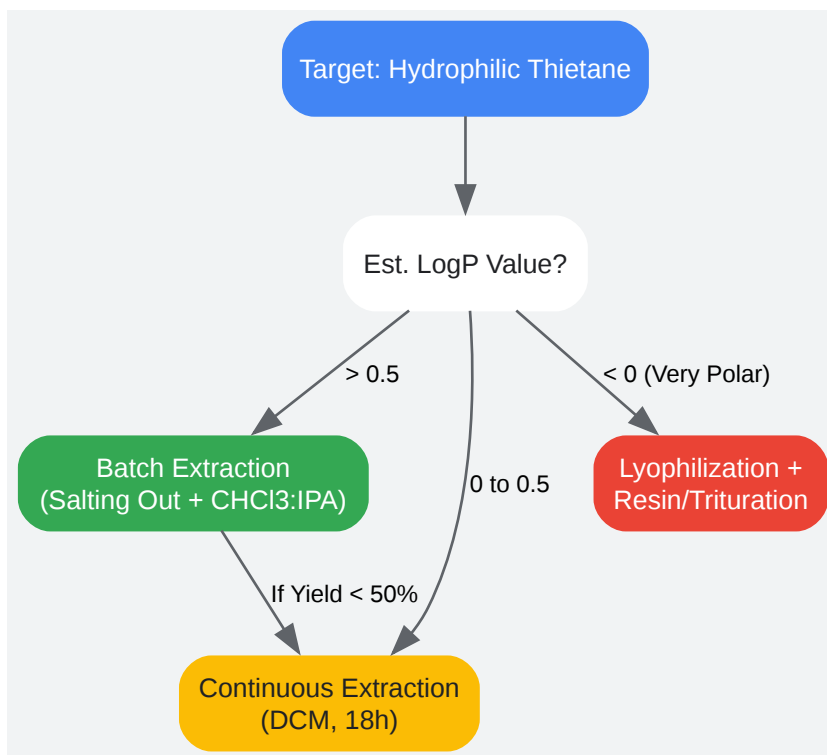 Target: Hydrophilic Thietane
Est. LogP Value?
> 0.5
< 0 (Very Polar)
Batch Extraction
(Salting Out + CHCl3:IPA)
0 to 0.5
Lyophilization +
Resin/Trituration
If Yield < 50%
Continuous Extraction
(DCM, 18h)